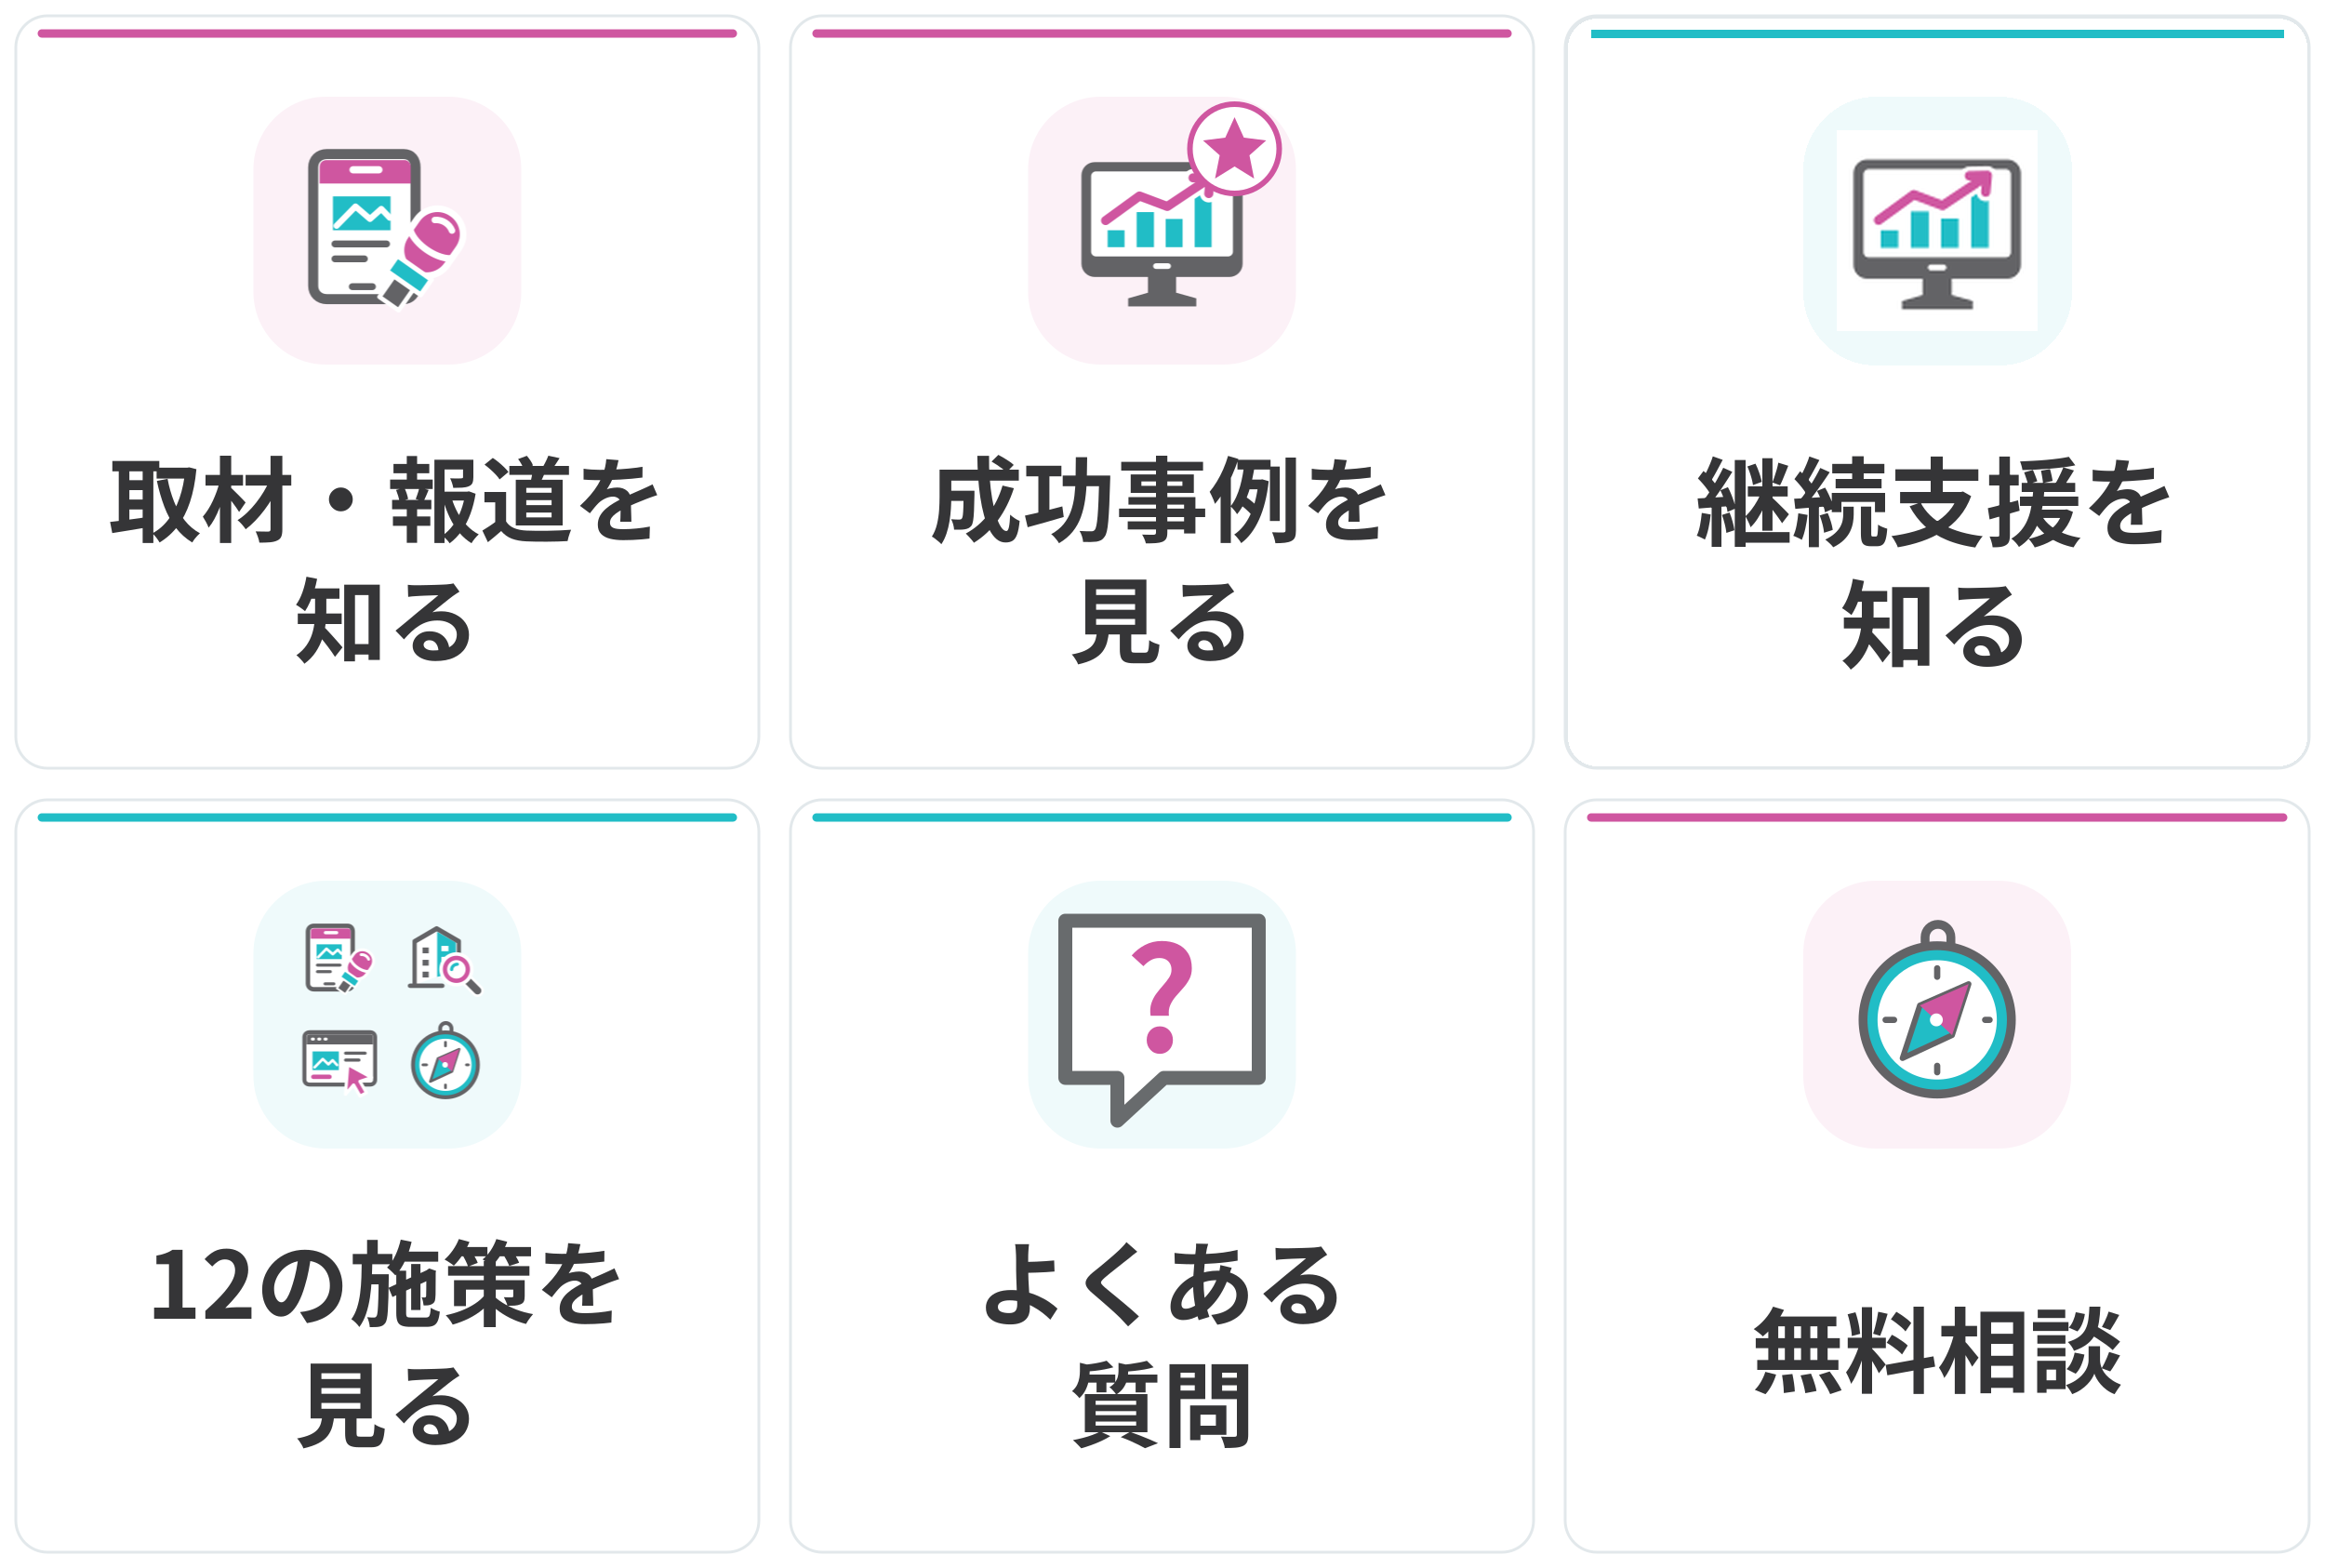 取材・報道を
知る
成功事例を
見る
継続支援を
知る
12の施策を
見る
よくある
質問
無料相談